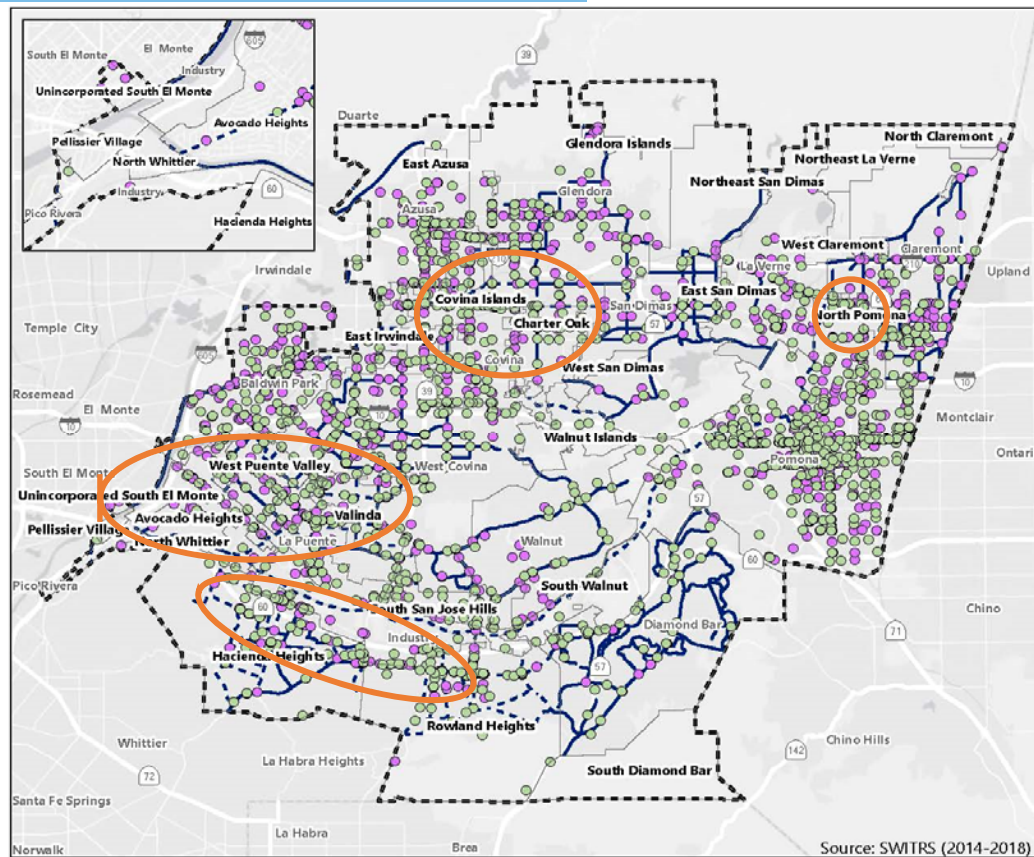 South El Monte
El Monte
605
Industry
Unincorporated South El Monte
Avocado Heights
Pellissier Village
North Whittier
Industry
60
Pico Rivera
Hacienda Heights
39
Duarte
Glendora Islands
North Claremont
East Azusa
Northeast La Verne
Glendora
Northeast San Dimas
Azusa
West Claremont
Claremont
210
210
La Verne
Upland
Irwindale
Covina Islands
East San Dimas
San Dimas
North Pomona
Charter Oak
57
Temple City
East Irwindale
605
Covina
West San Dimas
Baldwin Park
39
10
Rosemead
El Monte
10
10
Montclair
Walnut Islands
Ontari
South El Mont
West Puente Valley
West Covina
Pomona
Unincorporated South El Monte
57
Valinda
Avocado Heights
Pellissier Village
North Whittier
La Puente
Walnut
60
Pico Rivera
South Walnut
60
South San Jose Hills
Chino
Industry
Diamond Bar
71
Hacienda Heights
57
Rowland Heights
Whittier
Chino Hills
142
La Habra Heights
South Diamond Bar
72
Santa Fe Springs
La Habra
Brea
Norwalk
Source: SWITRS (2014-2018)